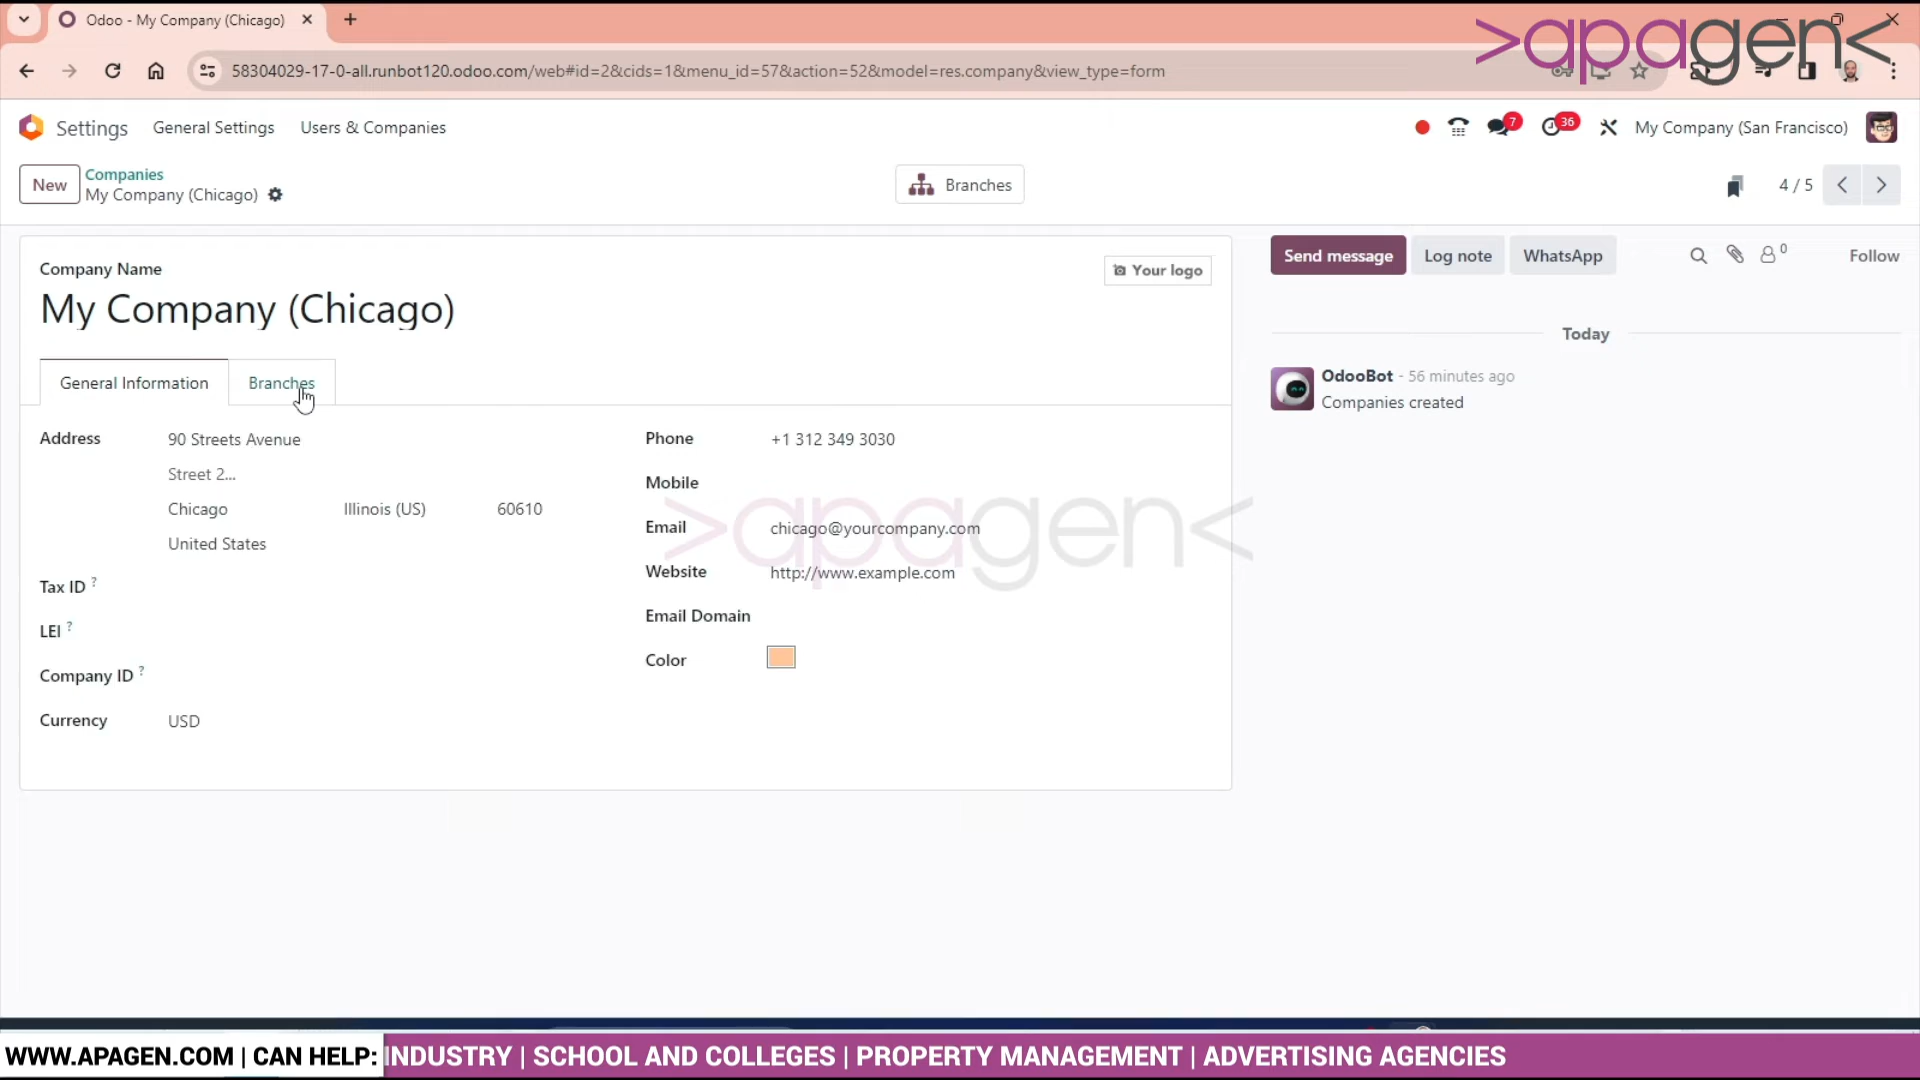 Odoo - My Company (Chicago)
>apagen<
58304029-17-0-all.runbot120.odoo.com/web#id=2&cids=1&menu_id=57&action=52&model=res.company&view_type=form
Settings General Settings Users & Companies
7 36 My Company (San Francisco)
New Companies
My Company (Chicago)
Branches
4 / 5
Company Name
Your logo
My Company (Chicago)
General Information Branches
Address 90 Streets Avenue
Street 2...
Chicago Illinois (US) 60610
United States
Tax ID ?
LEI ?
Company ID ?
Currency USD
Phone +1 312 349 3030
Mobile
Email chicago@yourcompany.com
Website http://www.example.com
Email Domain
Color
>apagen<
Send message Log note WhatsApp 0 Follow
Today
OdooBot - 56 minutes ago
Companies created
WWW.APAGEN.COM | CAN HELP: INDUSTRY | SCHOOL AND COLLEGES | PROPERTY MANAGEMENT | ADVERTISING AGENCIES